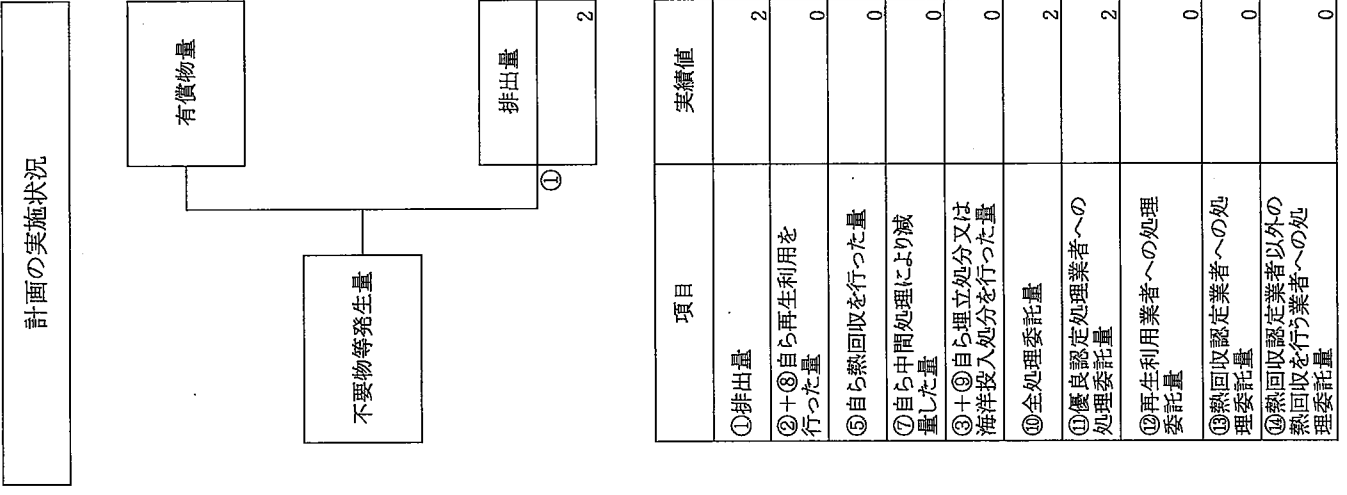 計画の実施状況
有償物量
不要物等発生量
①
排出量
2
項目
実績値
①排出量
2
②+⑧自ら再生利用を
行った量
0
⑤自ら熱回収を行った量
0
⑦自ら中間処理により減
量した量
0
③+⑨自ら埋立処分又は
海洋投入処分を行った量
0
⑩全処理委託量
2
⑪優良認定処理業者への
処理委託量
2
⑫再生利用業者への処理
委託量
0
⑬熱回収認定業者への処
理委託量
0
⑭熱回収認定業者以外の
熱回収を行う業者への処
理委託量
0